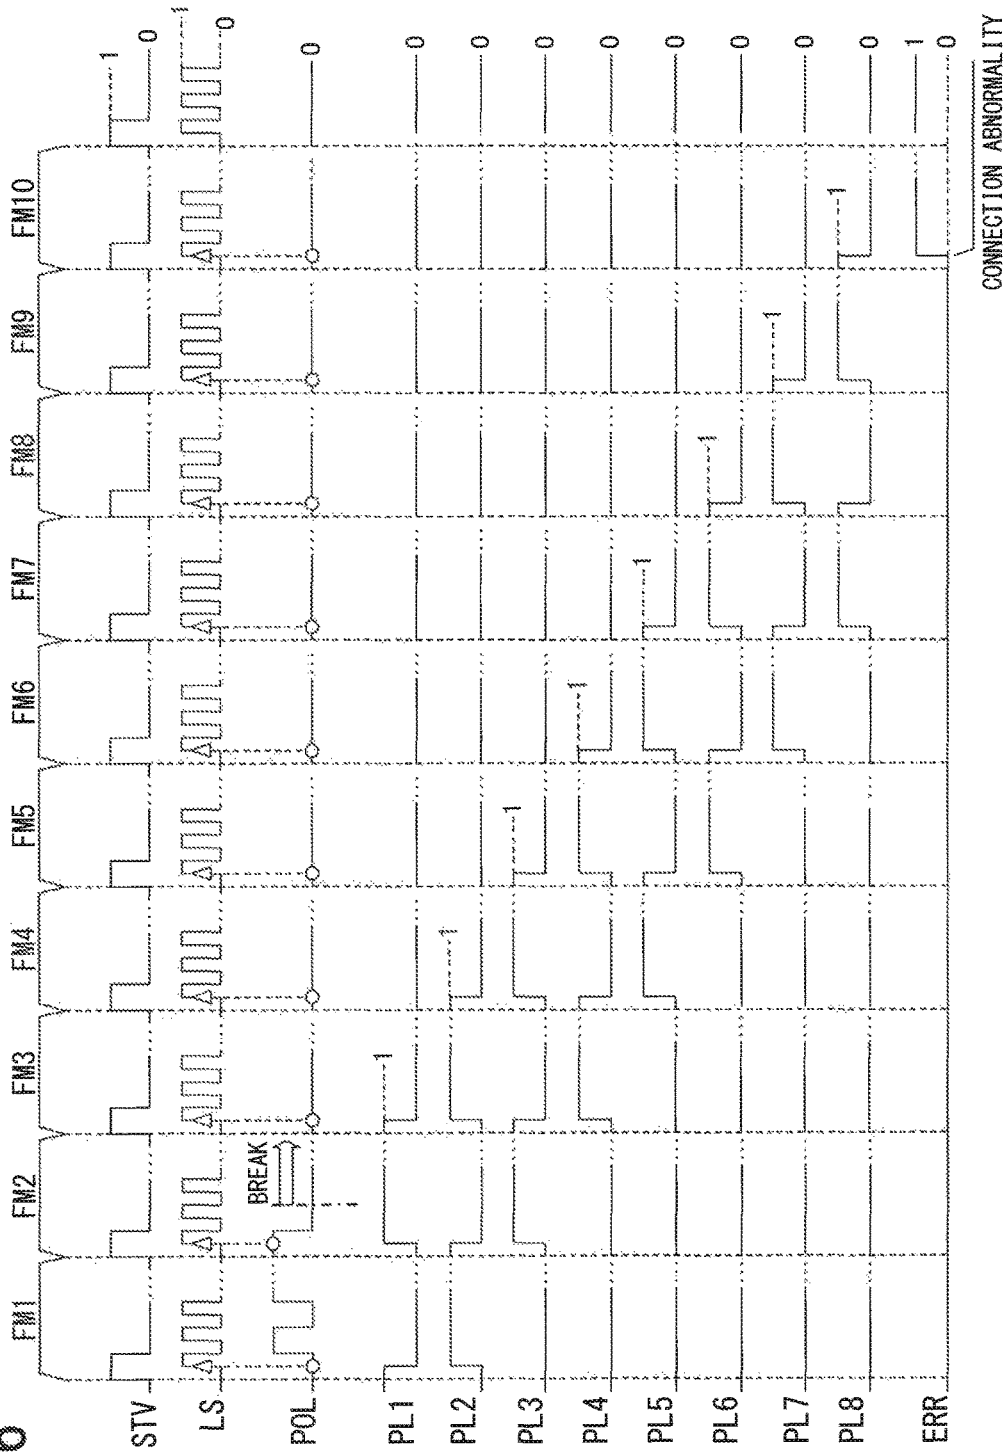 FM1 FM2 FM3 FM4 FM5 FM6 FM7 FM8 FM9 FM10
STV 1 0
LS 1 0
BREAK
POL 0
PL1 1 0
PL2 1 0
PL3 1 0
PL4 1 0
PL5 1 0
PL6 1 0
PL7 1 0
PL8 1 0
ERR 1 0
CONNECTION ABNORMALITY